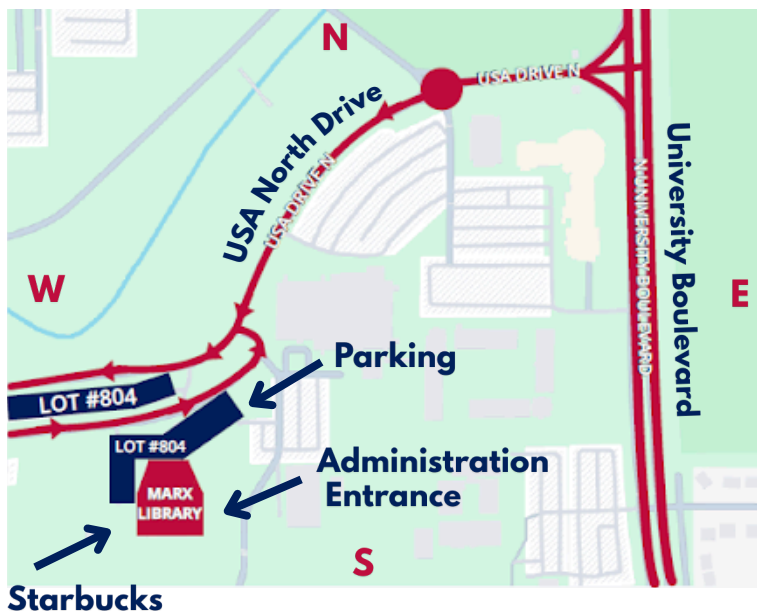 N
USA DRIVE N
USA North Drive
USA DRIVE N
University Boulevard
N UNIVERSITY BOULEVARD
W
E
Parking
LOT #804
LOT #804
Administration
Entrance
MARX
LIBRARY
S
Starbucks